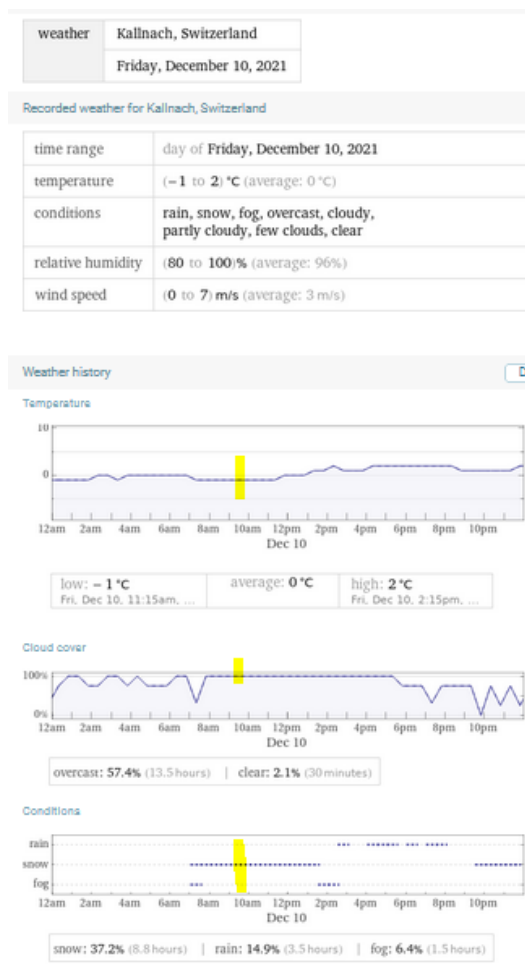 weather Kallnach, Switzerland
Friday, December 10, 2021
Recorded weather for Kallnach, Switzerland
time range day of Friday, December 10, 2021
temperature (−1 to 2) °C (average: 0 °C)
conditions rain, snow, fog, overcast, cloudy,
partly cloudy, few clouds, clear
relative humidity (80 to 100)% (average: 96%)
wind speed (0 to 7) m/s (average: 3 m/s)
Weather history D
Temperature
10
0
12am 2am 4am 6am 8am 10am 12pm 2pm 4pm 6pm 8pm 10pm
Dec 10
low: −1 °C average: 0 °C high: 2 °C
Fri, Dec 10, 11:15am, ... Fri, Dec 10, 2:15pm, ...
Cloud cover
100%
0%
12am 2am 4am 6am 8am 10am 12pm 2pm 4pm 6pm 8pm 10pm
Dec 10
overcast: 57.4% (13.5 hours) | clear: 2.1% (30 minutes)
Conditions
rain
snow
fog
12am 2am 4am 6am 8am 10am 12pm 2pm 4pm 6pm 8pm 10pm
Dec 10
snow: 37.2% (8.8 hours) | rain: 14.9% (3.5 hours) | fog: 6.4% (1.5 hours)